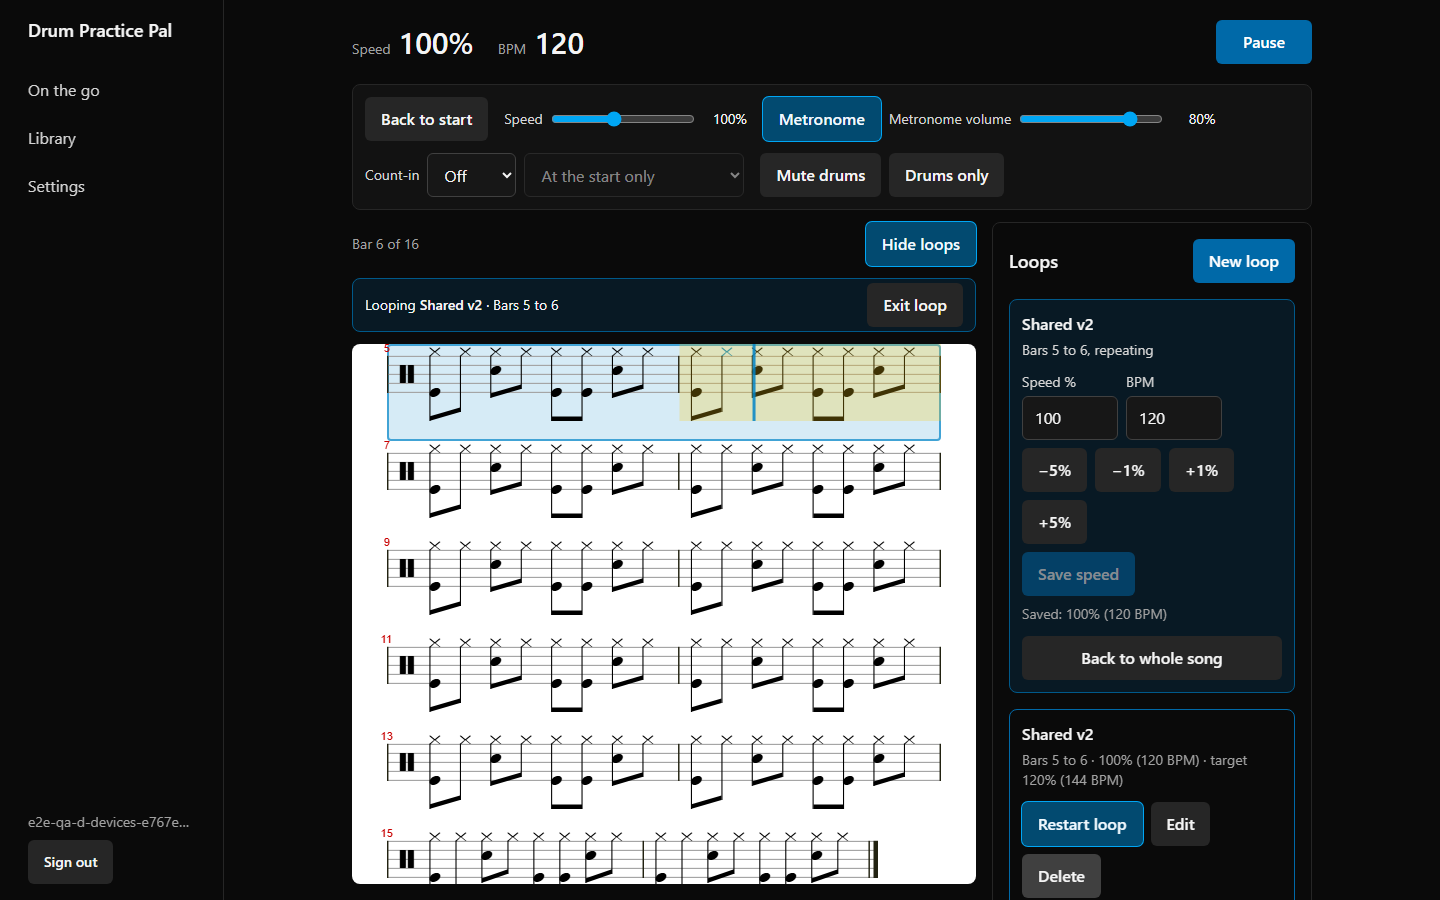 Drum Practice Pal
On the go
Library
Settings
e2e-qa-d-devices-e767e...
Sign out
Speed 100% BPM 120
Pause
Back to start Speed 100% Metronome Metronome volume 80%
Count-in Off At the start only Mute drums Drums only
Bar 6 of 16
Hide loops
Looping Shared v2 · Bars 5 to 6
Exit loop
5
7
9
11
13
15
Loops
New loop
Shared v2
Bars 5 to 6, repeating
Speed % BPM
100 120
−5% −1% +1%
+5%
Save speed
Saved: 100% (120 BPM)
Back to whole song
Shared v2
Bars 5 to 6 · 100% (120 BPM) · target
120% (144 BPM)
Restart loop Edit
Delete